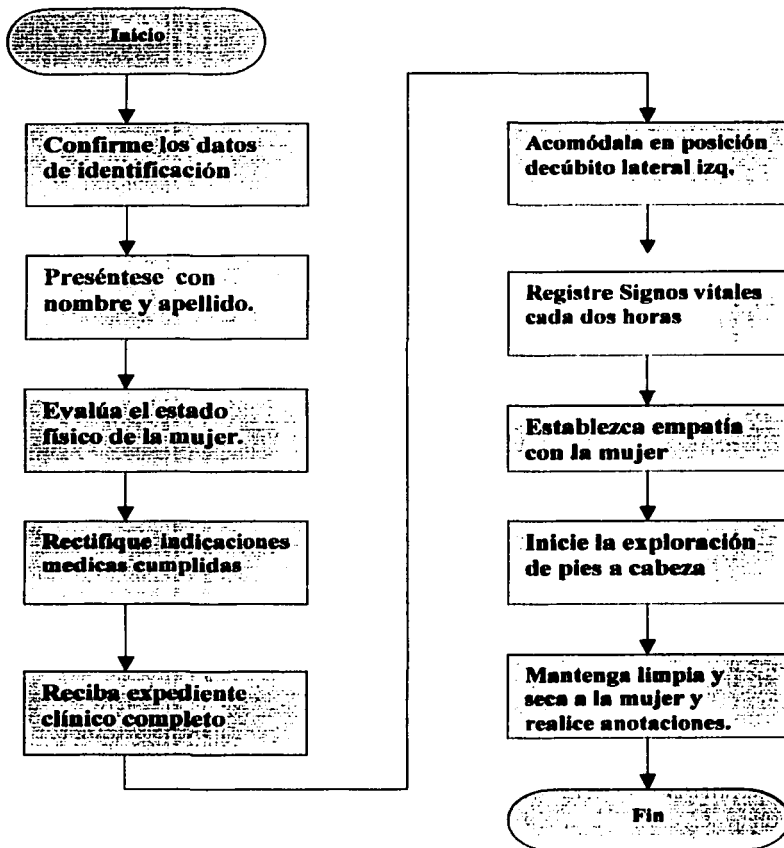 Inicio
Confirme los datos
de identificación
Preséntese con
nombre y apellido.
Evalúa el estado
físico de la mujer.
Rectifique indicaciones
medicas cumplidas
Reciba expediente
clínico completo
Acomódala en posición
decúbito lateral izq.
Registre Signos vitales
cada dos horas
Establezca empatía
con la mujer
Inicie la exploración
de pies a cabeza
Mantenga limpia y
seca a la mujer y
realice anotaciones.
Fin